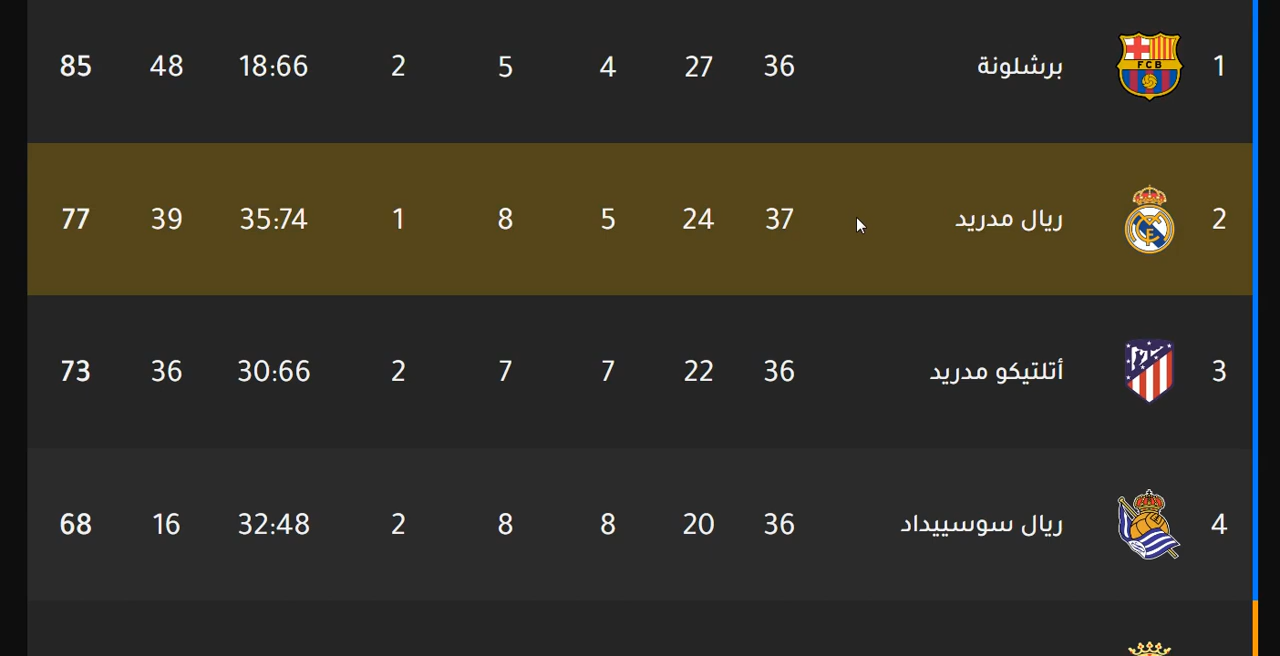 1 برشلونة 36 27 4 5 2 18:66 48 85
2 ريال مدريد 37 24 5 8 1 35:74 39 77
3 أتلتيكو مدريد 36 22 7 7 2 30:66 36 73
4 ريال سوسييداد 36 20 8 8 2 32:48 16 68